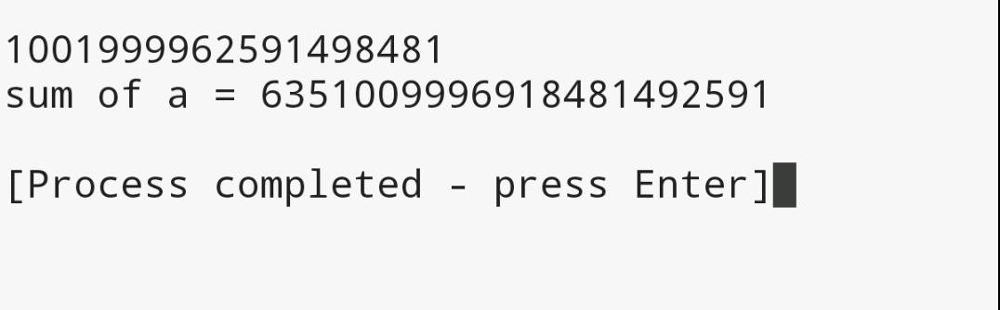 1001999962591498481
sum of a = 6351009996918481492591
[Process completed - press Enter]